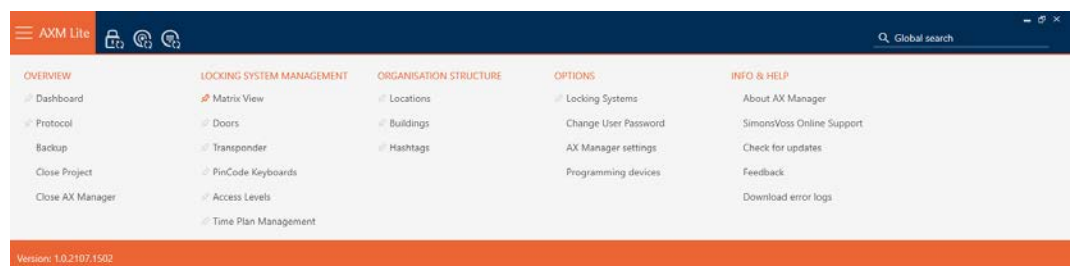 AXM Lite
Global search
OVERVIEW
Dashboard
Protocol
Backup
Close Project
Close AX Manager
LOCKING SYSTEM MANAGEMENT
Matrix View
Doors
Transponder
PinCode Keyboards
Access Levels
Time Plan Management
ORGANISATION STRUCTURE
Locations
Buildings
Hashtags
OPTIONS
Locking Systems
Change User Password
AX Manager settings
Programming devices
INFO & HELP
About AX Manager
SimonsVoss Online Support
Check for updates
Feedback
Download error logs
Version: 1.0.2107.1502